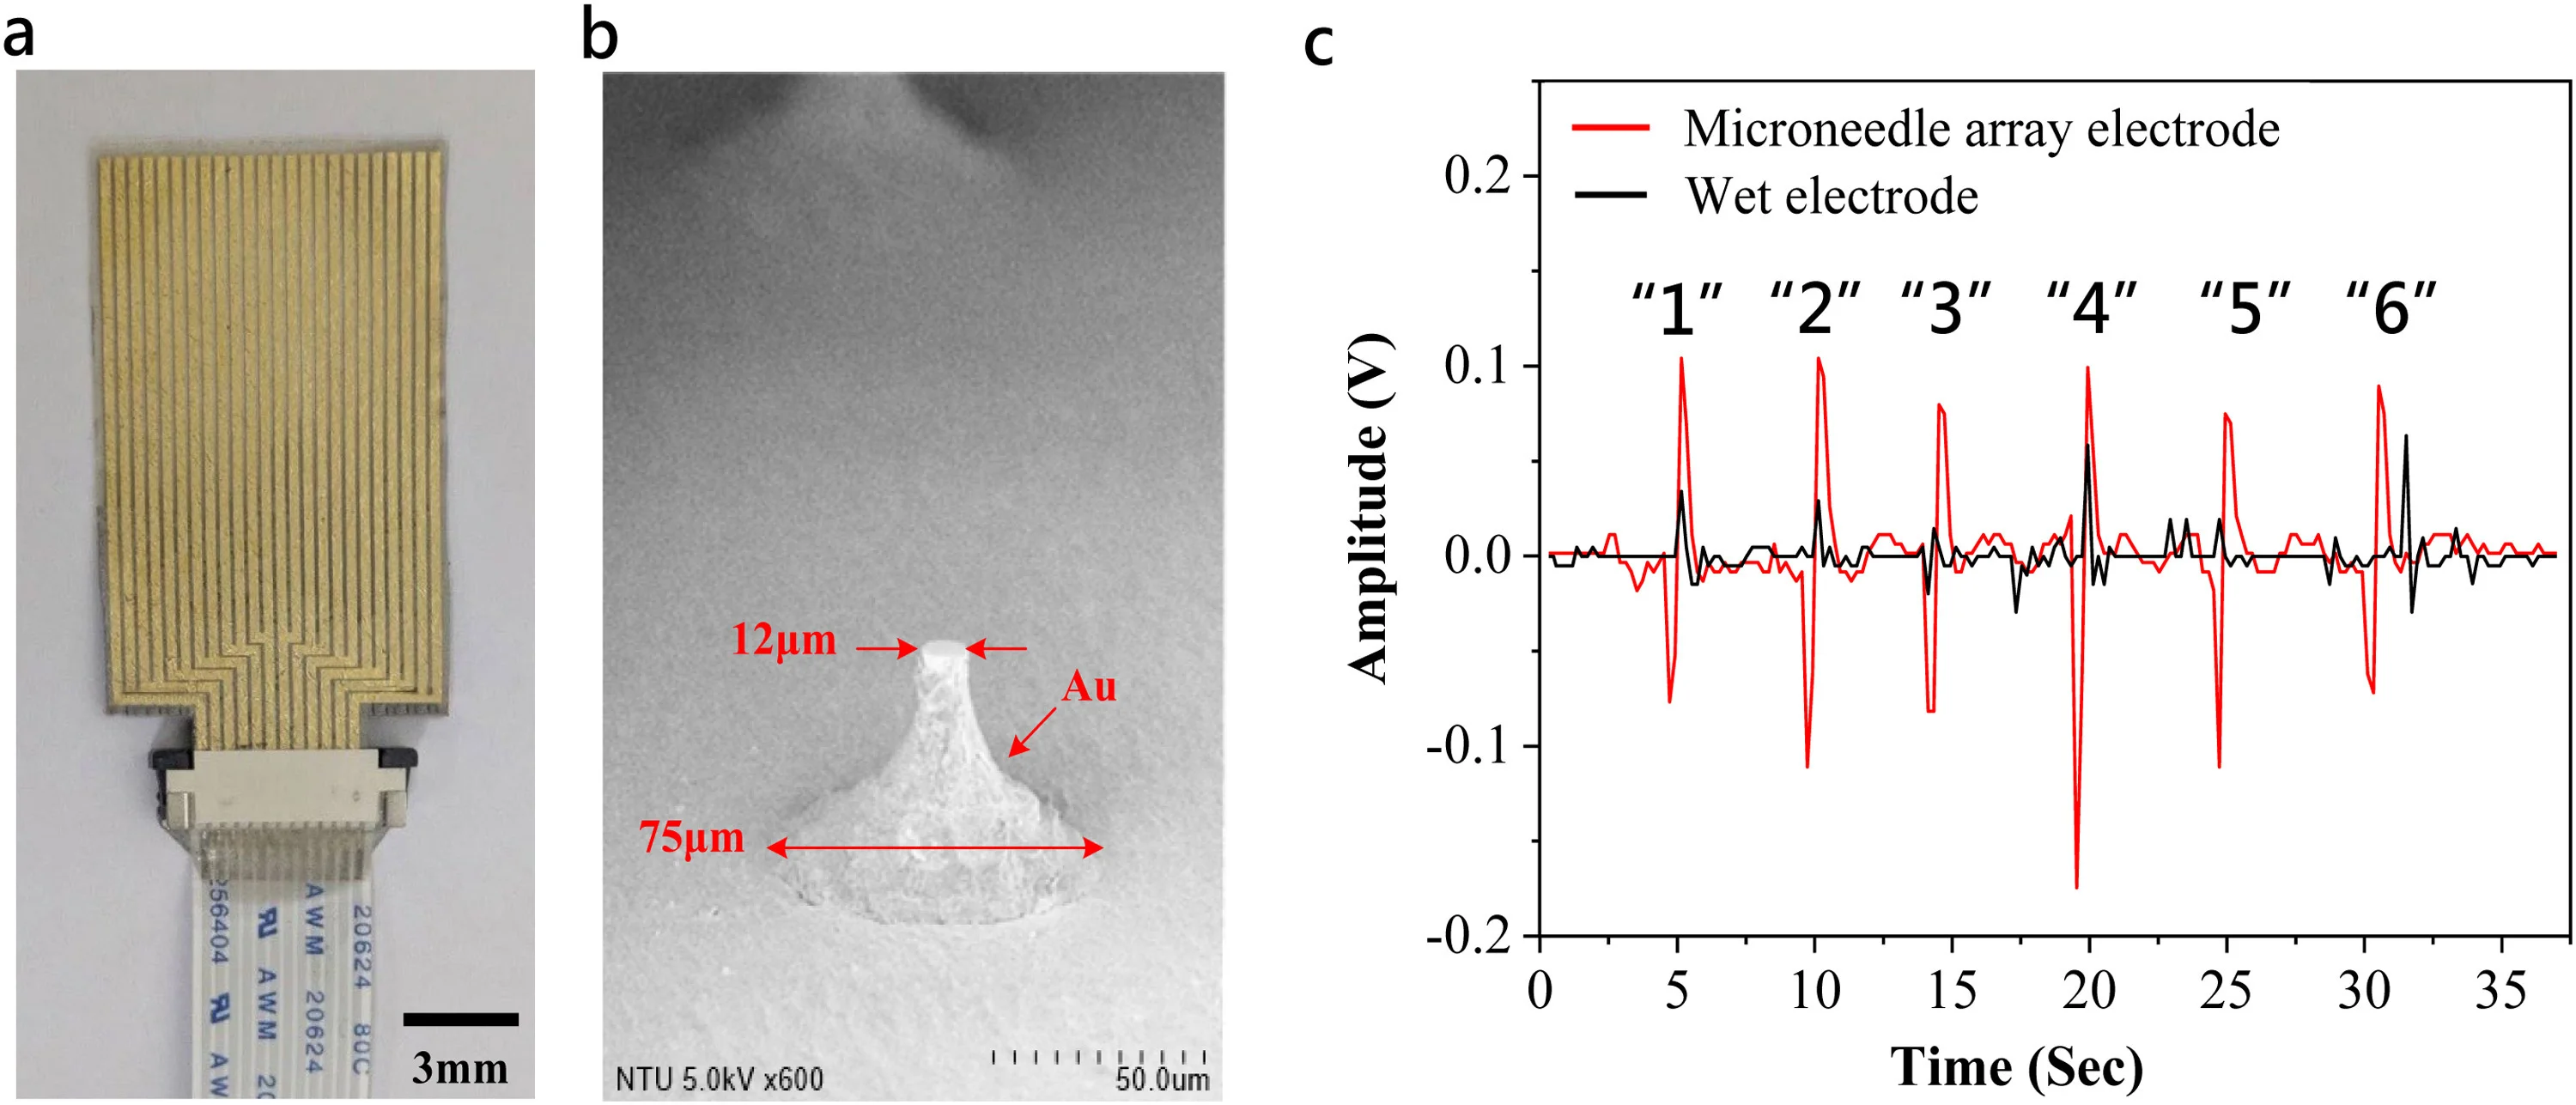 a
b
c
256404 AW
AWM 20
AWM 20624
20624 80C
3mm
12μm
Au
75μm
NTU 5.0kV x600
50.0um
Microneedle array electrode
Wet electrode
“1” “2” “3” “4” “5” “6”
0.2
0.1
0.0
-0.1
-0.2
Amplitude (V)
0 5 10 15 20 25 30 35
Time (Sec)